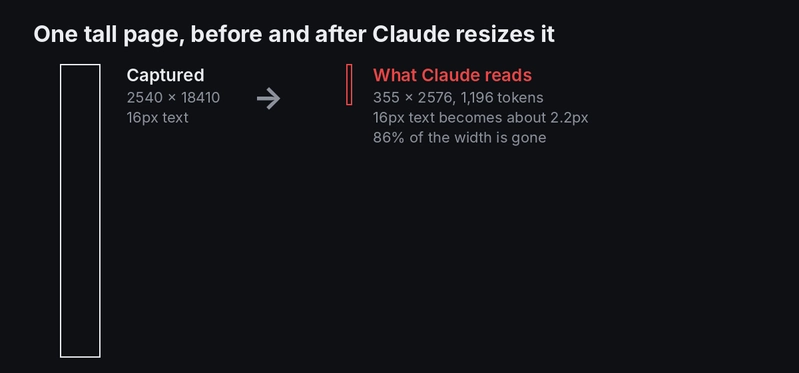 One tall page, before and after Claude resizes it
Captured
2540 × 18410
16px text
→
What Claude reads
355 × 2576, 1,196 tokens
16px text becomes about 2.2px
86% of the width is gone